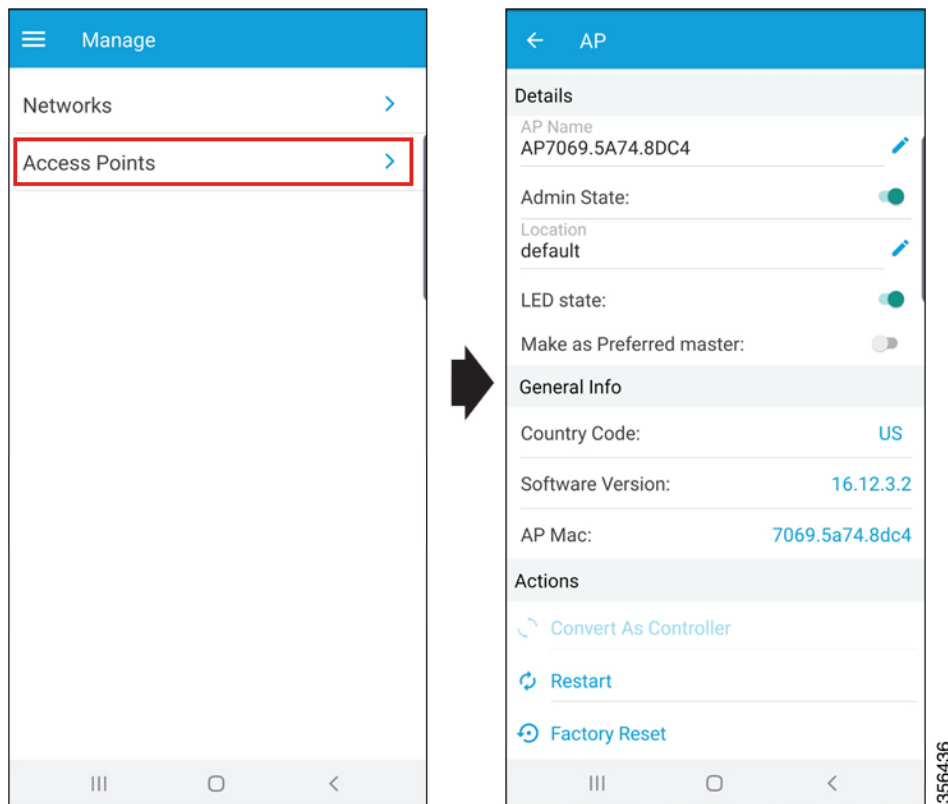 Manage
Networks
Access Points
AP
Details
AP Name
AP7069.5A74.8DC4
Admin State:
Location
default
LED state:
Make as Preferred master:
General Info
Country Code: US
Software Version: 16.12.3.2
AP Mac: 7069.5a74.8dc4
Actions
Convert As Controller
Restart
Factory Reset
356436